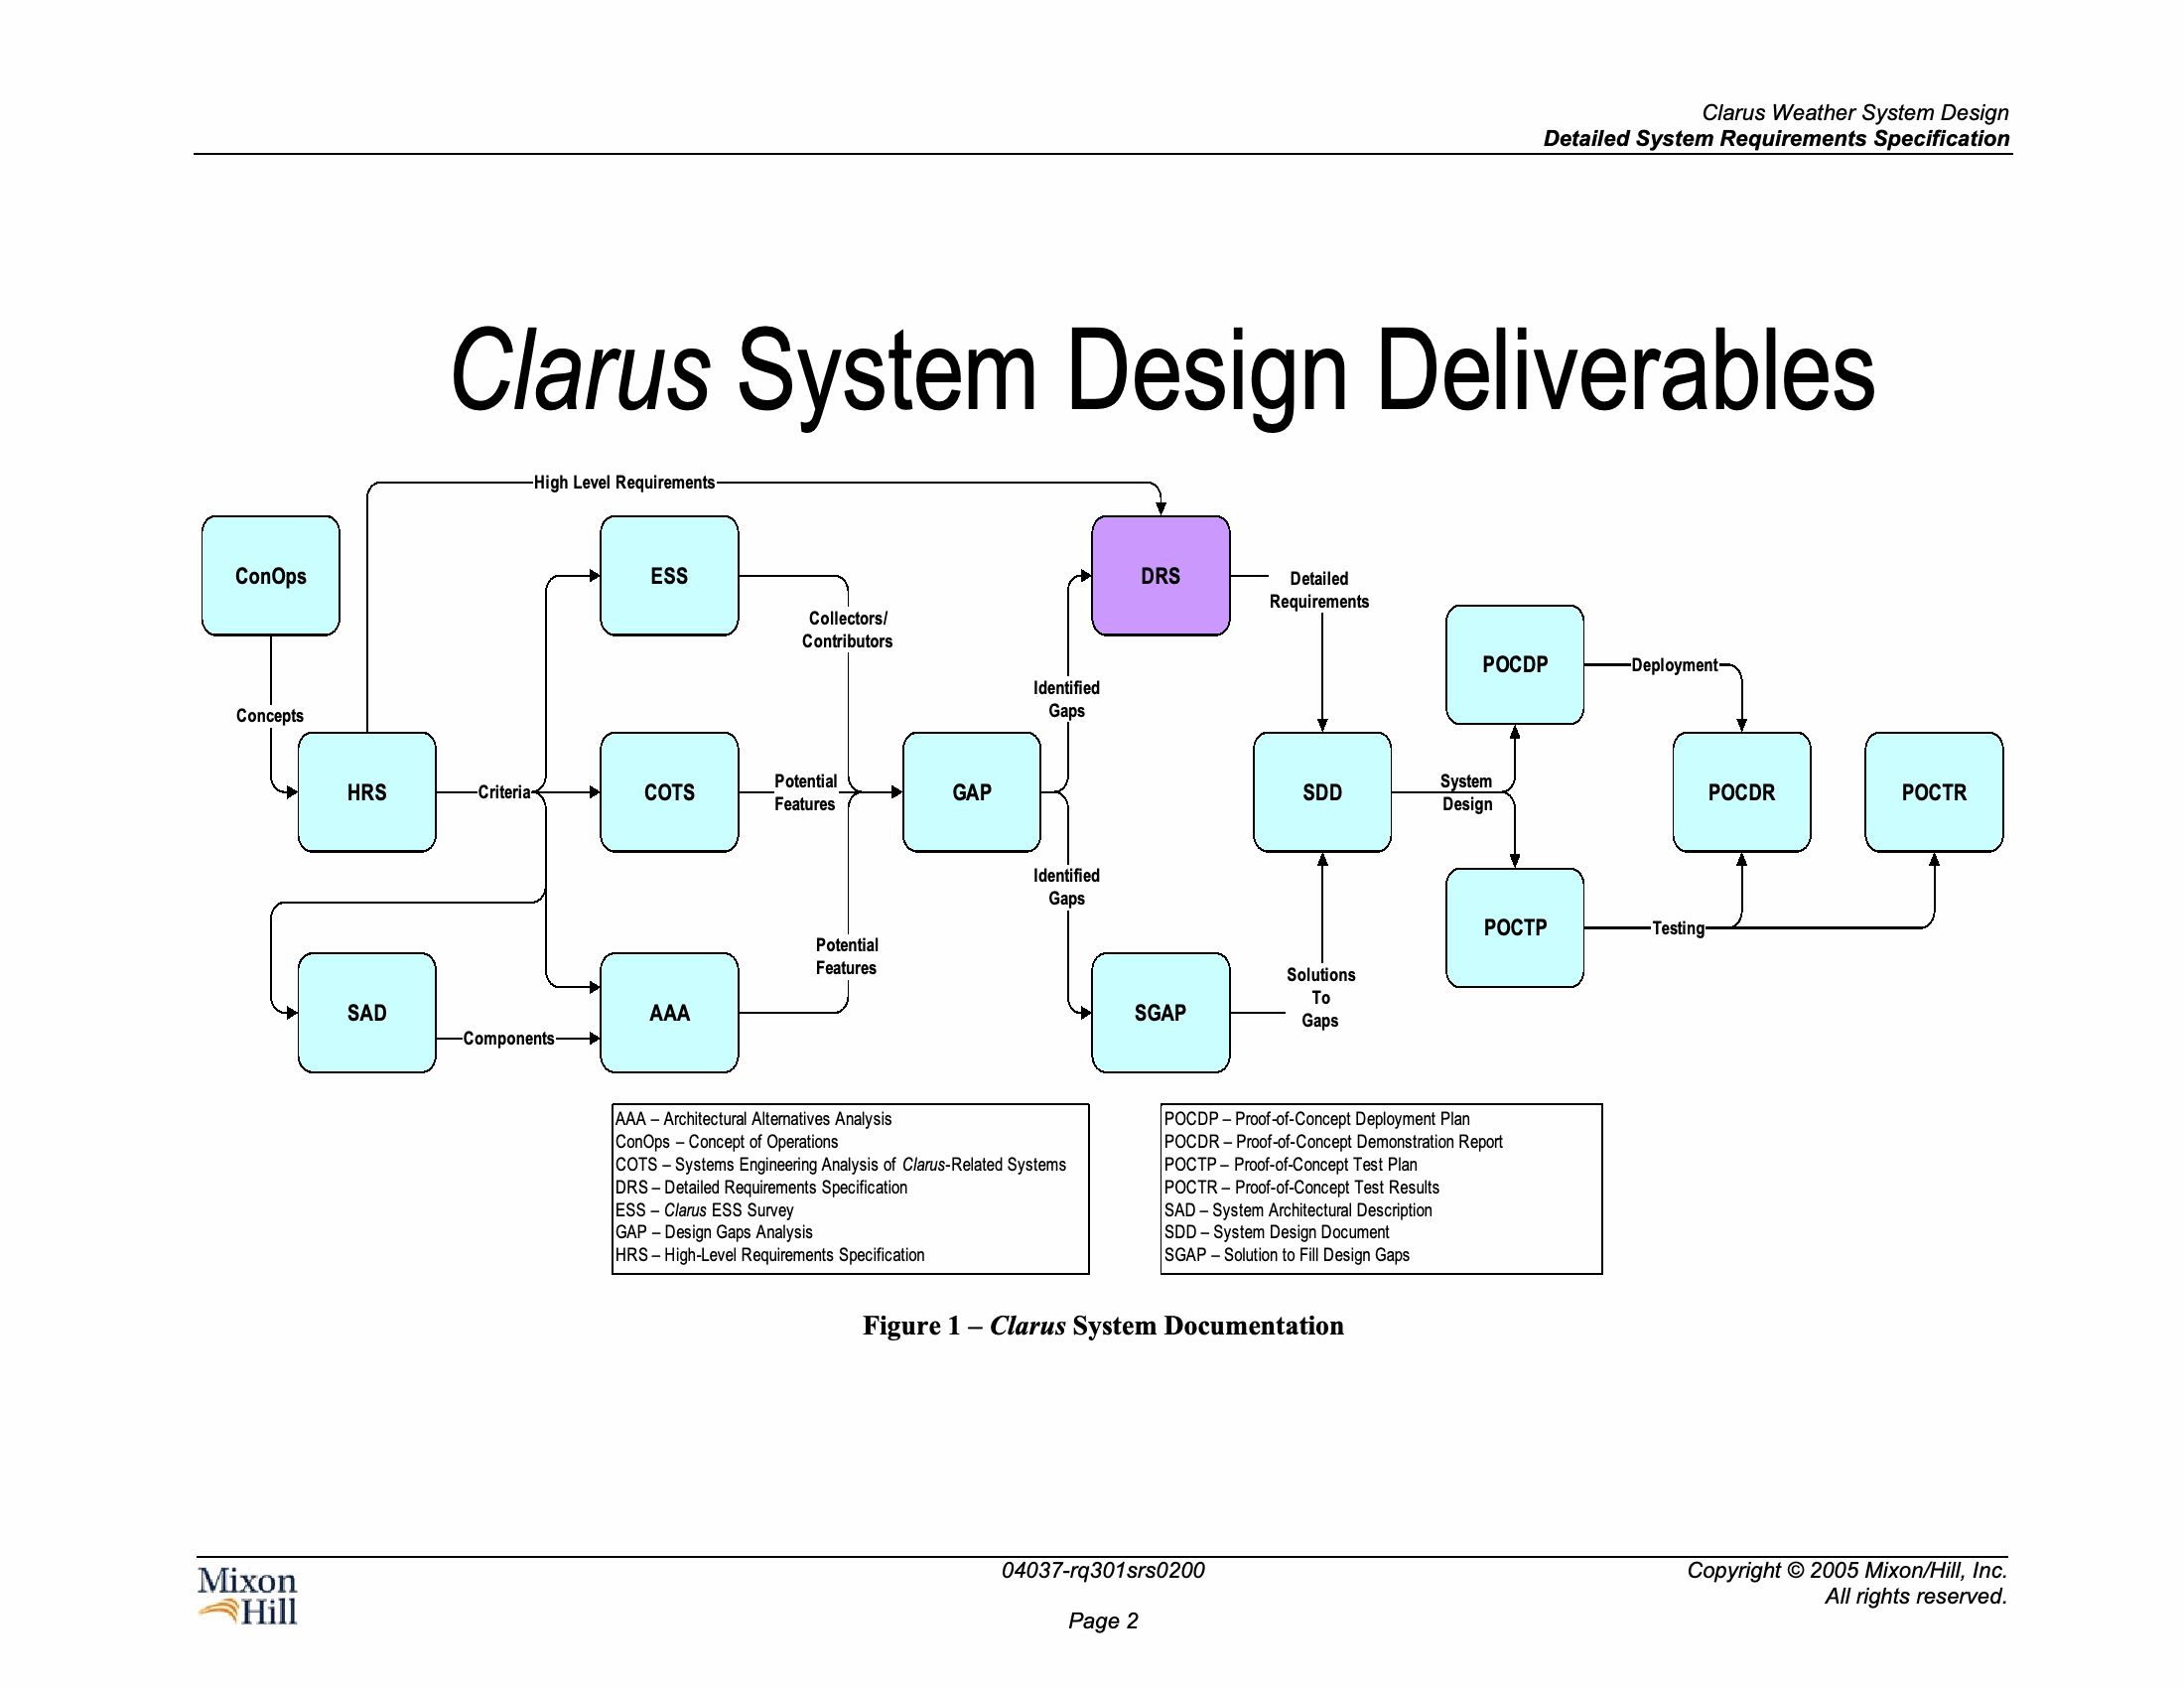 Clarus Weather System Design
Detailed System Requirements Specification
Clarus System Design Deliverables
High Level Requirements
ConOps
ESS
DRS
Detailed
Requirements
Collectors/
Contributors
POCDP
Deployment
Identified
Gaps
Concepts
HRS
Criteria
COTS
Potential
Features
GAP
SDD
System
Design
POCDR
POCTR
Identified
Gaps
POCTP
Testing
Potential
Features
Solutions
To
Gaps
SAD
Components
AAA
SGAP
AAA – Architectural Alternatives Analysis
ConOps – Concept of Operations
COTS – Systems Engineering Analysis of Clarus-Related Systems
DRS – Detailed Requirements Specification
ESS – Clarus ESS Survey
GAP – Design Gaps Analysis
HRS – High-Level Requirements Specification
POCDP – Proof-of-Concept Deployment Plan
POCDR – Proof-of-Concept Demonstration Report
POCTP – Proof-of-Concept Test Plan
POCTR – Proof-of-Concept Test Results
SAD – System Architectural Description
SDD – System Design Document
SGAP – Solution to Fill Design Gaps
Figure 1 – Clarus System Documentation
Mixon
Hill
04037-rq301srs0200
Page 2
Copyright © 2005 Mixon/Hill, Inc.
All rights reserved.